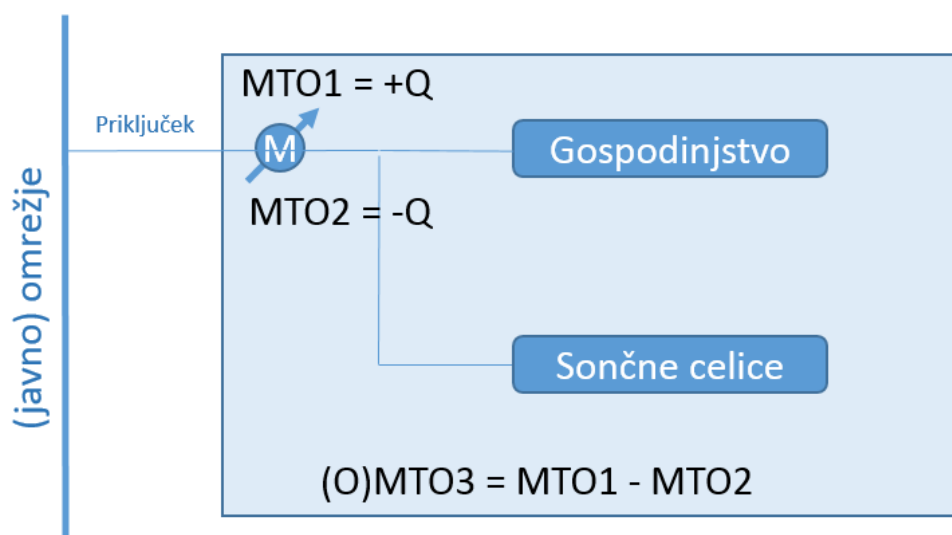 (javno) omrežje
Priključek
MTO1 = +Q
M
MTO2 = -Q
Gospodinjstvo
Sončne celice
(O)MTO3 = MTO1 - MTO2